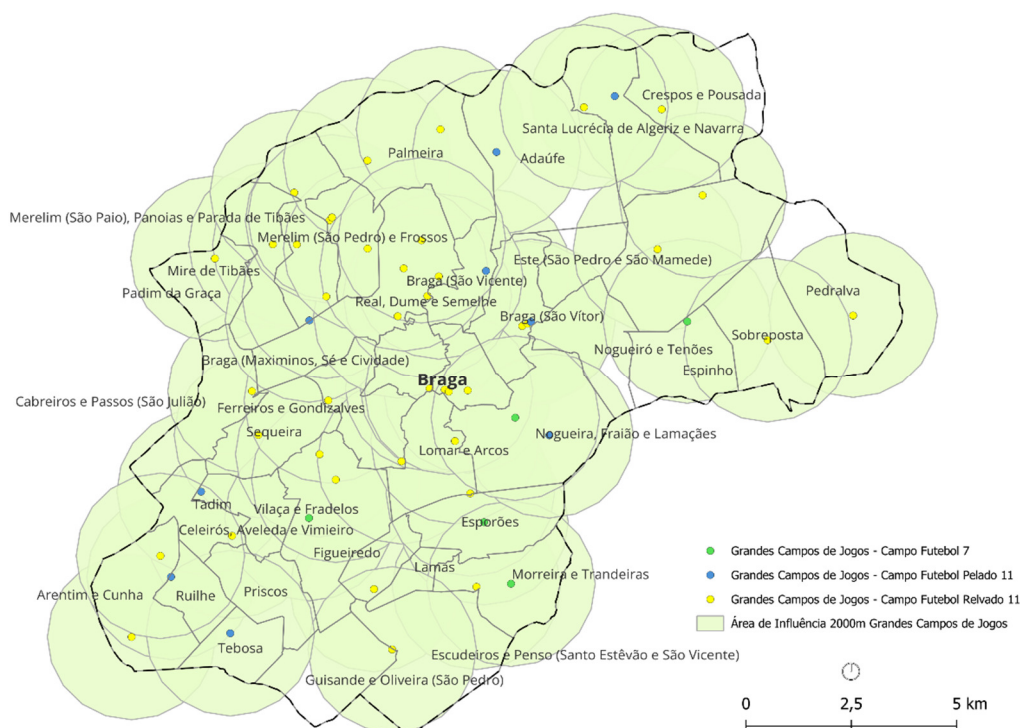 Crespos e Pousada
Santa Lucrécia de Algeriz e Navarra
Palmeira
Adaúfe
Merelim (São Paio), Panoias e Parada de Tibães
Merelim (São Pedro) e Frossos
Este (São Pedro e São Mamede)
Mire de Tibães
Braga (São Vicente)
Padim da Graça
Real, Dume e Semelhe
Pedralva
Braga (São Vítor)
Sobreposta
Nogueiró e Tenões
Braga (Maximinos, Sé e Cividade)
Espinho
Braga
Cabreiros e Passos (São Julião)
Ferreiros e Gondizalves
Sequeira
Nogueira, Fraião e Lamaçães
Lomar e Arcos
Tadim
Vilaça e Fradelos
Esporões
Celeirós, Aveleda e Vimieiro
Figueiredo
Lamas
Morreira e Trandeiras
Arentim e Cunha
Ruilhe
Priscos
Tebosa
Escudeiros e Penso (Santo Estêvão e São Vicente)
Guisande e Oliveira (São Pedro)
Grandes Campos de Jogos - Campo Futebol 7
Grandes Campos de Jogos - Campo Futebol Pelado 11
Grandes Campos de Jogos - Campo Futebol Relvado 11
Área de Influência 2000m Grandes Campos de Jogos
0 2,5 5 km